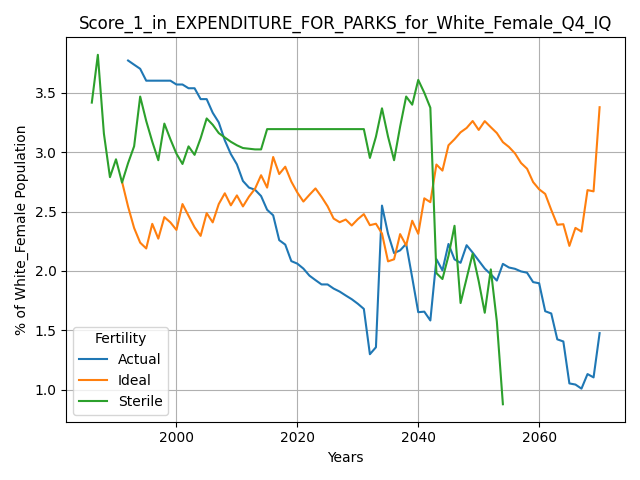 Score_1_in_EXPENDITURE_FOR_PARKS_for_White_Female_Q4_IQ
% of White_Female Population
3.5
3.0
2.5
2.0
1.5
1.0
Fertility
Actual
Ideal
Sterile
2000 2020 2040 2060
Years